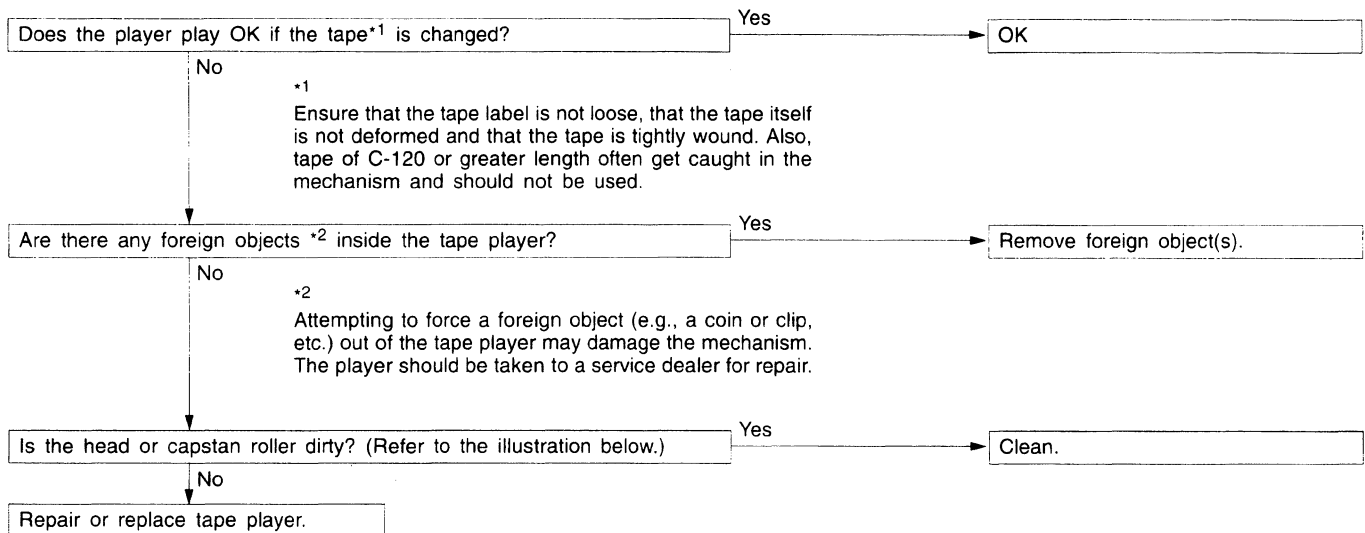 Does the player play OK if the tape*1 is changed?
Yes
OK
No
*1
Ensure that the tape label is not loose, that the tape itself
is not deformed and that the tape is tightly wound. Also,
tape of C-120 or greater length often get caught in the
mechanism and should not be used.
Are there any foreign objects *2 inside the tape player?
Yes
Remove foreign object(s).
No
*2
Attempting to force a foreign object (e.g., a coin or clip,
etc.) out of the tape player may damage the mechanism.
The player should be taken to a service dealer for repair.
Is the head or capstan roller dirty? (Refer to the illustration below.)
Yes
Clean.
No
Repair or replace tape player.